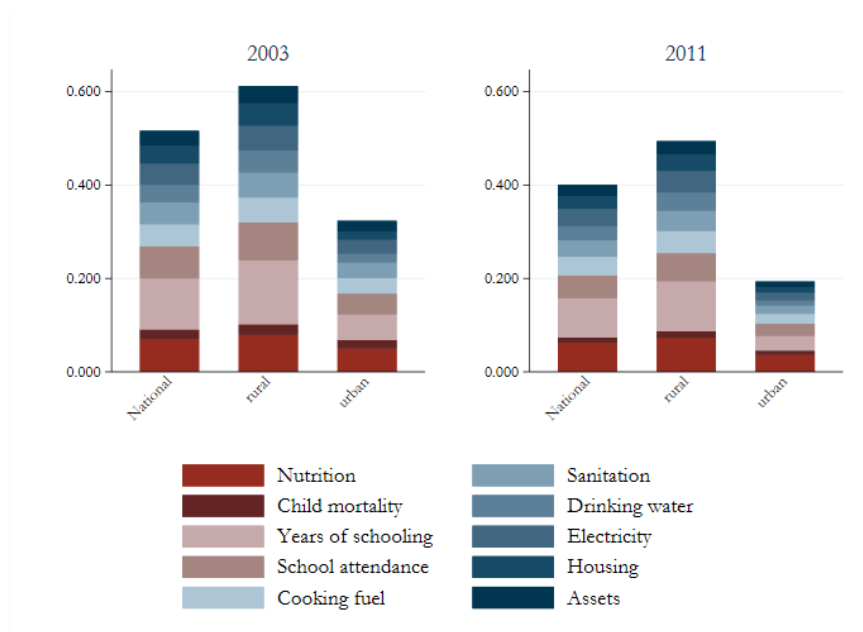 2003
2011
0.600
0.400
0.200
0.000
National
rural
urban
0.600
0.400
0.200
0.000
National
rural
urban
Nutrition
Child mortality
Years of schooling
School attendance
Cooking fuel
Sanitation
Drinking water
Electricity
Housing
Assets